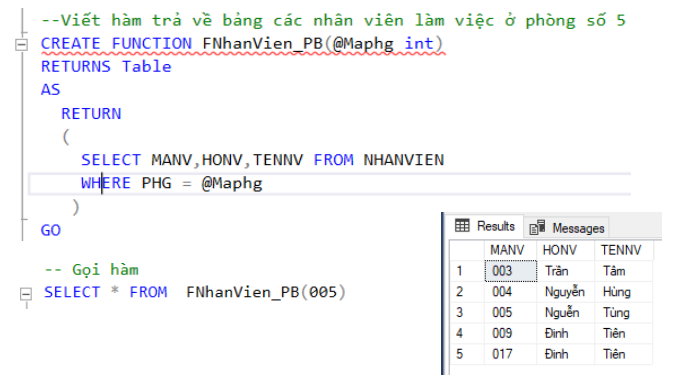 --Viết hàm trả về bảng các nhân viên làm việc ở phòng số 5
CREATE FUNCTION FNhanVien_PB(@Maphg int)
RETURNS Table
AS
RETURN
(
SELECT MANV,HONV,TENNV FROM NHANVIEN
WHERE PHG = @Maphg
)
GO
-- Gọi hàm
SELECT * FROM FNhanVien_PB(005)
Results Messages
MANV HONV TENNV
1 003 Trân Tâm
2 004 Nguyễn Hùng
3 005 Nguễn Tùng
4 009 Đinh Tiên
5 017 Đinh Tiên